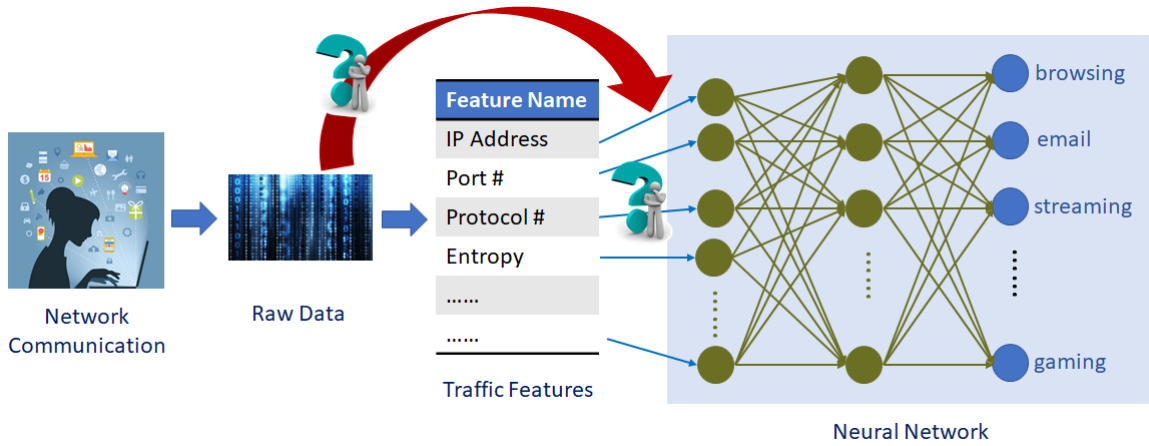 Network
Communication
Raw Data
Feature Name
IP Address
Port #
Protocol #
Entropy
......
......
Traffic Features
browsing
email
streaming
gaming
Neural Network
15